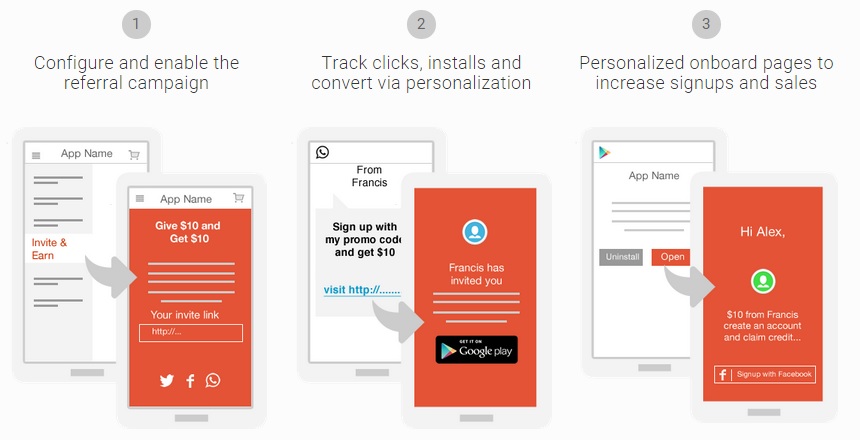 1
Configure and enable the
referral campaign
App Name
Invite &
Earn
App Name
Give $10 and
Get $10
Your invite link
http://...
2
Track clicks, installs and
convert via personalization
From
Francis
Sign up with
my promo code
and get $10
visit http://.......
Francis has
invited you
GET IT ON
Google play
3
Personalized onboard pages to
increase signups and sales
App Name
Uninstall
Open
Hi Alex,
$10 from Francis
create an account
and claim credit...
f Signup with Facebook